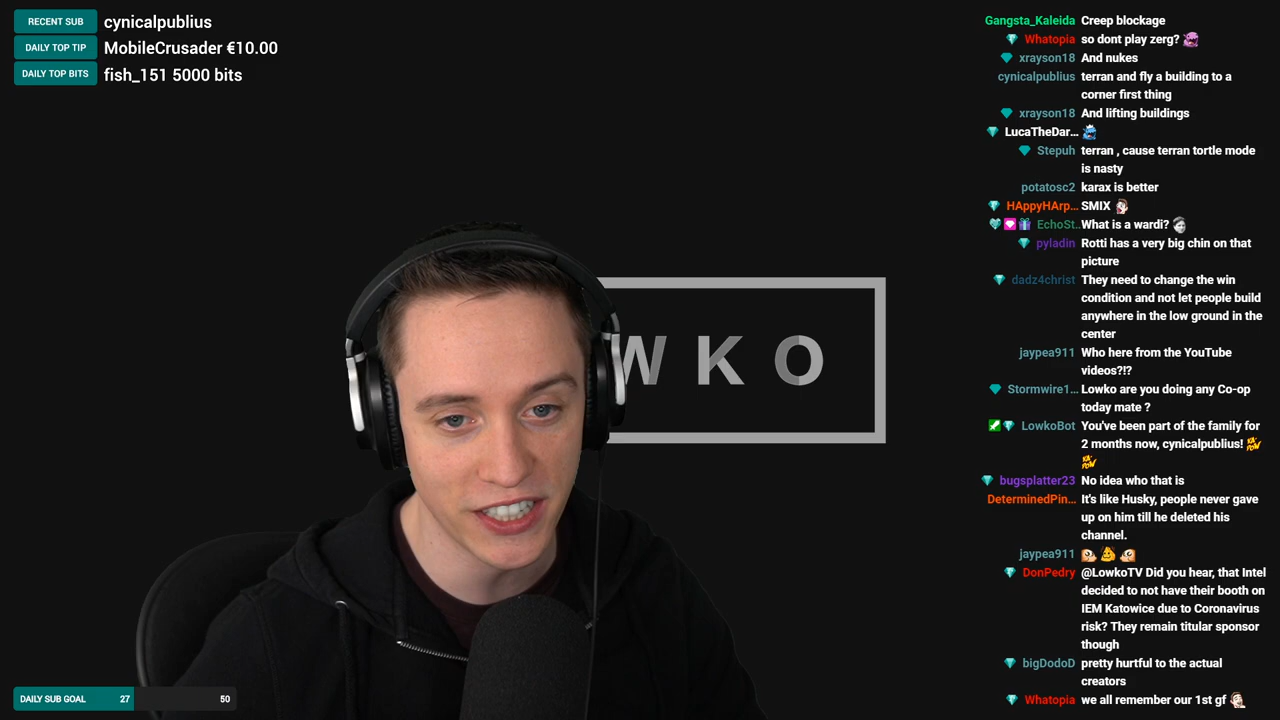 RECENT SUB cynicalpublius
DAILY TOP TIP MobileCrusader €10.00
DAILY TOP BITS fish_151 5000 bits
W K O
DAILY SUB GOAL 27 50
Gangsta_Kaleida Creep blockage
Whatopia so dont play zerg?
xrayson18 And nukes
cynicalpublius terran and fly a building to a
corner first thing
xrayson18 And lifting buildings
LucaTheDar…
Stepuh terran , cause terran tortle mode
is nasty
potatosc2 karax is better
HAppyHArp… SMIX
EchoSt… What is a wardi?
pyladin Rotti has a very big chin on that
picture
dadz4christ They need to change the win
condition and not let people build
anywhere in the low ground in the
center
jaypea911 Who here from the YouTube
videos?!?
Stormwire1… Lowko are you doing any Co-op
today mate ?
LowkoBot You've been part of the family for
2 months now, cynicalpublius!
bugsplatter23 No idea who that is
DeterminedPin… It's like Husky, people never gave
up on him till he deleted his
channel.
jaypea911
DonPedry @LowkoTV Did you hear, that Intel
decided to not have their booth on
IEM Katowice due to Coronavirus
risk? They remain titular sponsor
though
bigDodoD pretty hurtful to the actual
creators
Whatopia we all remember our 1st gf